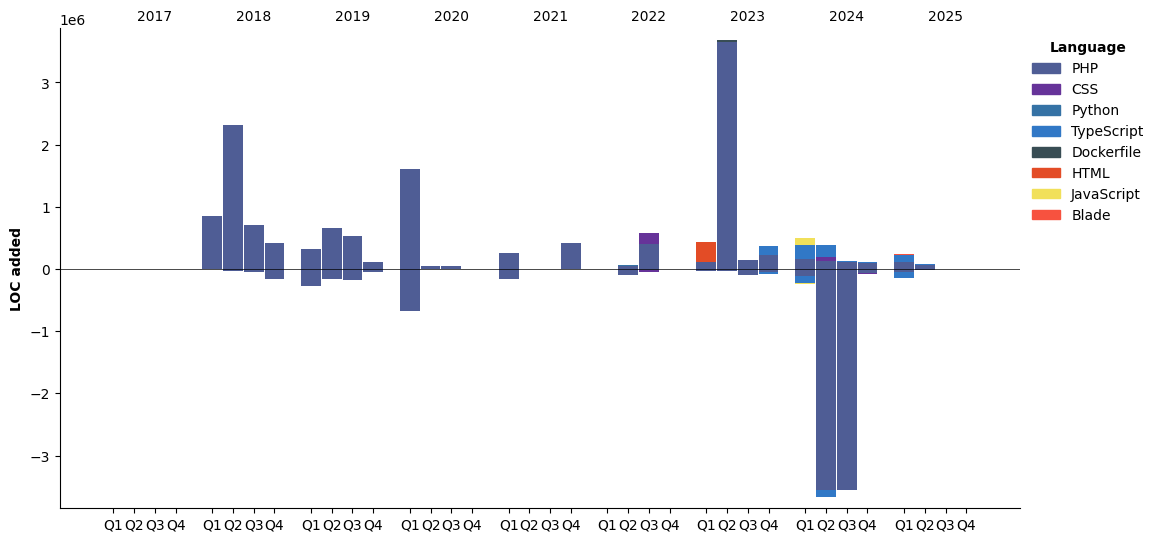 1e6
2017 2018 2019 2020 2021 2022 2023 2024 2025
LOC added
3
2
1
0
−1
−2
−3
Q1 Q2 Q3 Q4 Q1 Q2 Q3 Q4 Q1 Q2 Q3 Q4 Q1 Q2 Q3 Q4 Q1 Q2 Q3 Q4 Q1 Q2 Q3 Q4 Q1 Q2 Q3 Q4 Q1 Q2 Q3 Q4 Q1 Q2 Q3 Q4
Language
PHP
CSS
Python
TypeScript
Dockerfile
HTML
JavaScript
Blade